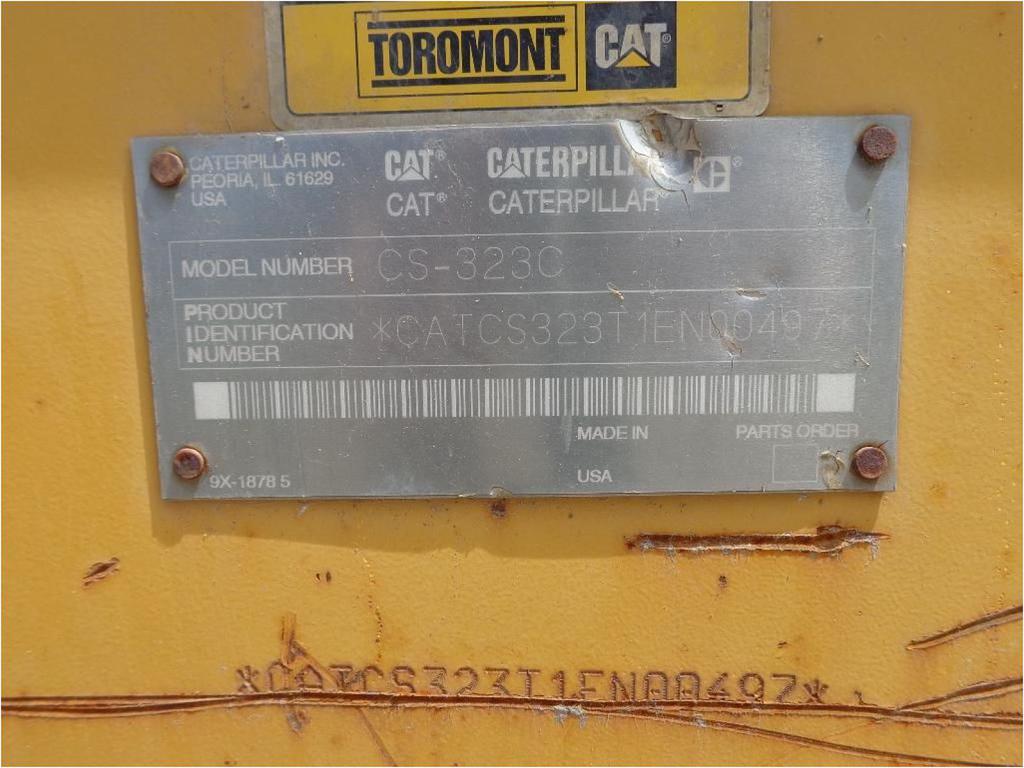 TOROMONT CAT®
CATERPILLAR INC.
PEORIA, IL 61629
USA
CAT® CATERPILLAR ®
CAT® CATERPILLAR®
MODEL NUMBER CS-323C
PRODUCT
IDENTIFICATION
NUMBER
*CATCS323T1EN00497*
MADE IN
PARTS ORDER
USA
9X-1878 5
*CATCS323T1EN00497*